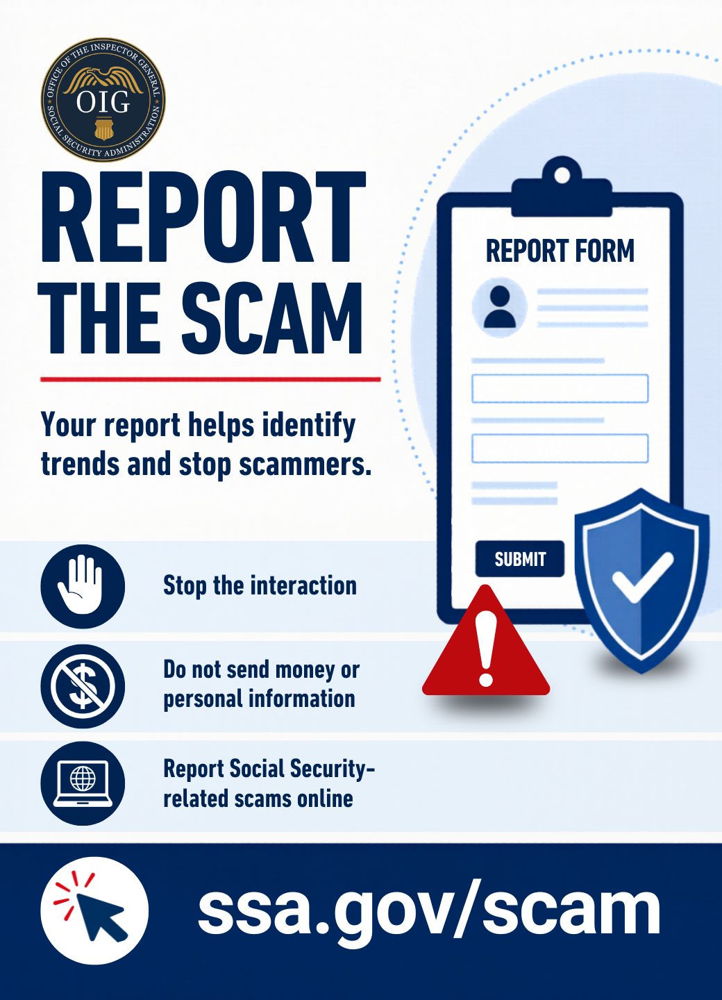 OFFICE OF THE INSPECTOR GENERAL
OIG
SOCIAL SECURITY ADMINISTRATION
REPORT
THE SCAM
Your report helps identify
trends and stop scammers.
REPORT FORM
SUBMIT
Stop the interaction
Do not send money or
personal information
Report Social Security-
related scams online
ssa.gov/scam